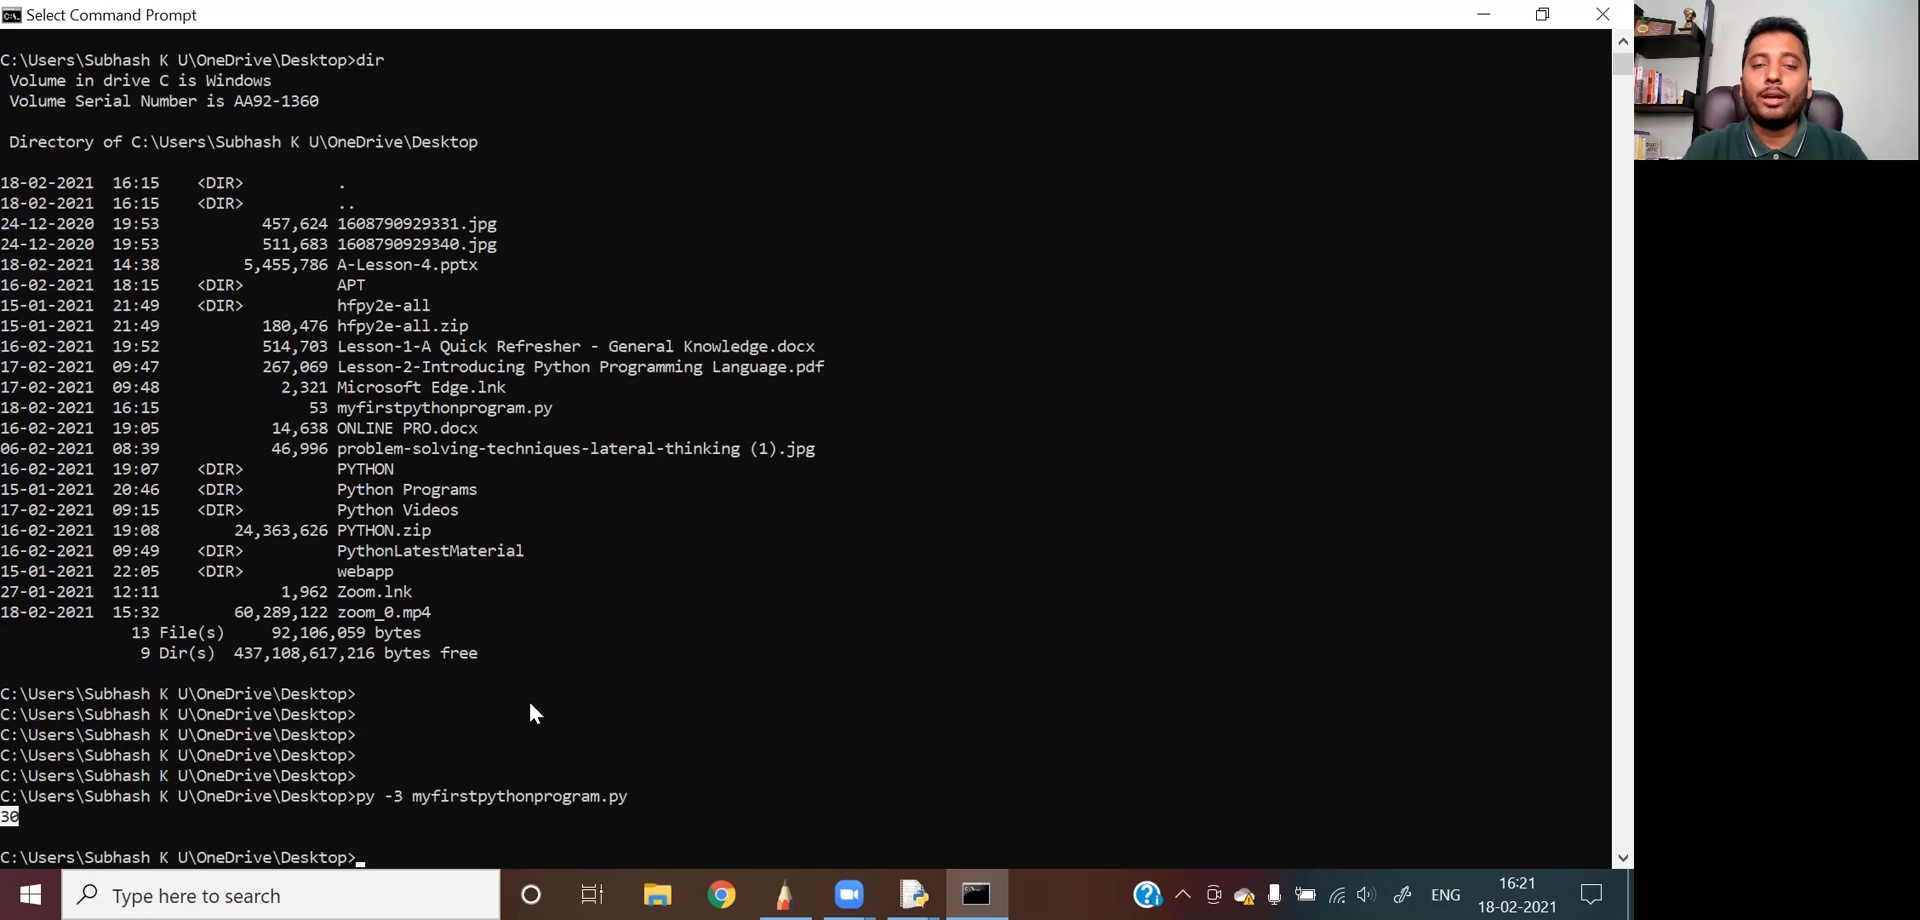 Select Command Prompt
C:\Users\Subhash K U\OneDrive\Desktop>dir
Volume in drive C is Windows
Volume Serial Number is AA92-1360
Directory of C:\Users\Subhash K U\OneDrive\Desktop
18-02-2021 16:15 <DIR> .
18-02-2021 16:15 <DIR> ..
24-12-2020 19:53 457,624 1608790929331.jpg
24-12-2020 19:53 511,683 1608790929340.jpg
18-02-2021 14:38 5,455,786 A-Lesson-4.pptx
16-02-2021 18:15 <DIR> APT
15-01-2021 21:49 <DIR> hfpy2e-all
15-01-2021 21:49 180,476 hfpy2e-all.zip
16-02-2021 19:52 514,703 Lesson-1-A Quick Refresher - General Knowledge.docx
17-02-2021 09:47 267,069 Lesson-2-Introducing Python Programming Language.pdf
17-02-2021 09:48 2,321 Microsoft Edge.lnk
18-02-2021 16:15 53 myfirstpythonprogram.py
16-02-2021 19:05 14,638 ONLINE PRO.docx
06-02-2021 08:39 46,996 problem-solving-techniques-lateral-thinking (1).jpg
16-02-2021 19:07 <DIR> PYTHON
15-01-2021 20:46 <DIR> Python Programs
17-02-2021 09:15 <DIR> Python Videos
16-02-2021 19:08 24,363,626 PYTHON.zip
16-02-2021 09:49 <DIR> PythonLatestMaterial
15-01-2021 22:05 <DIR> webapp
27-01-2021 12:11 1,962 Zoom.lnk
18-02-2021 15:32 60,289,122 zoom_0.mp4
13 File(s) 92,106,059 bytes
9 Dir(s) 437,108,617,216 bytes free
C:\Users\Subhash K U\OneDrive\Desktop>
C:\Users\Subhash K U\OneDrive\Desktop>
C:\Users\Subhash K U\OneDrive\Desktop>
C:\Users\Subhash K U\OneDrive\Desktop>
C:\Users\Subhash K U\OneDrive\Desktop>
C:\Users\Subhash K U\OneDrive\Desktop>py -3 myfirstpythonprogram.py
30
C:\Users\Subhash K U\OneDrive\Desktop>
Type here to search
ENG
16:21
18-02-2021